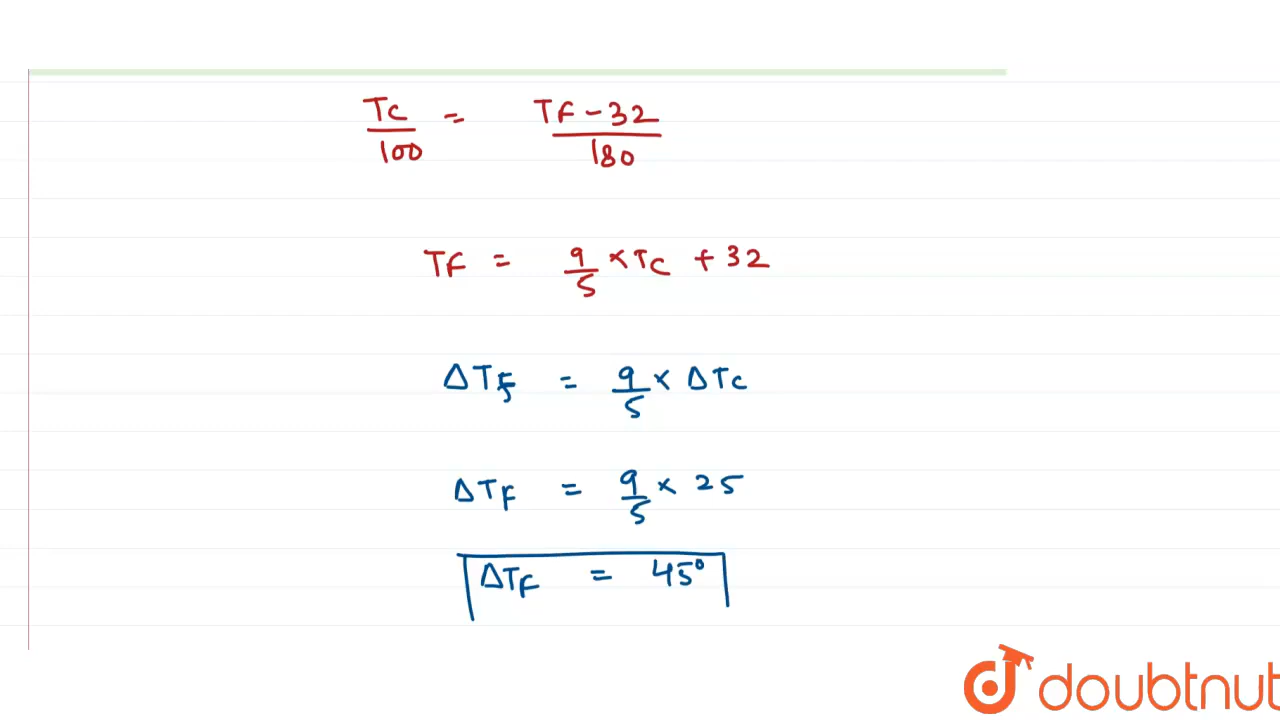 TC/100 = TF - 32/180
TF = 9/5 × TC + 32
ΔTF = 9/5 × ΔTC
ΔTF = 9/5 × 25
ΔTF = 45°
doubtnut